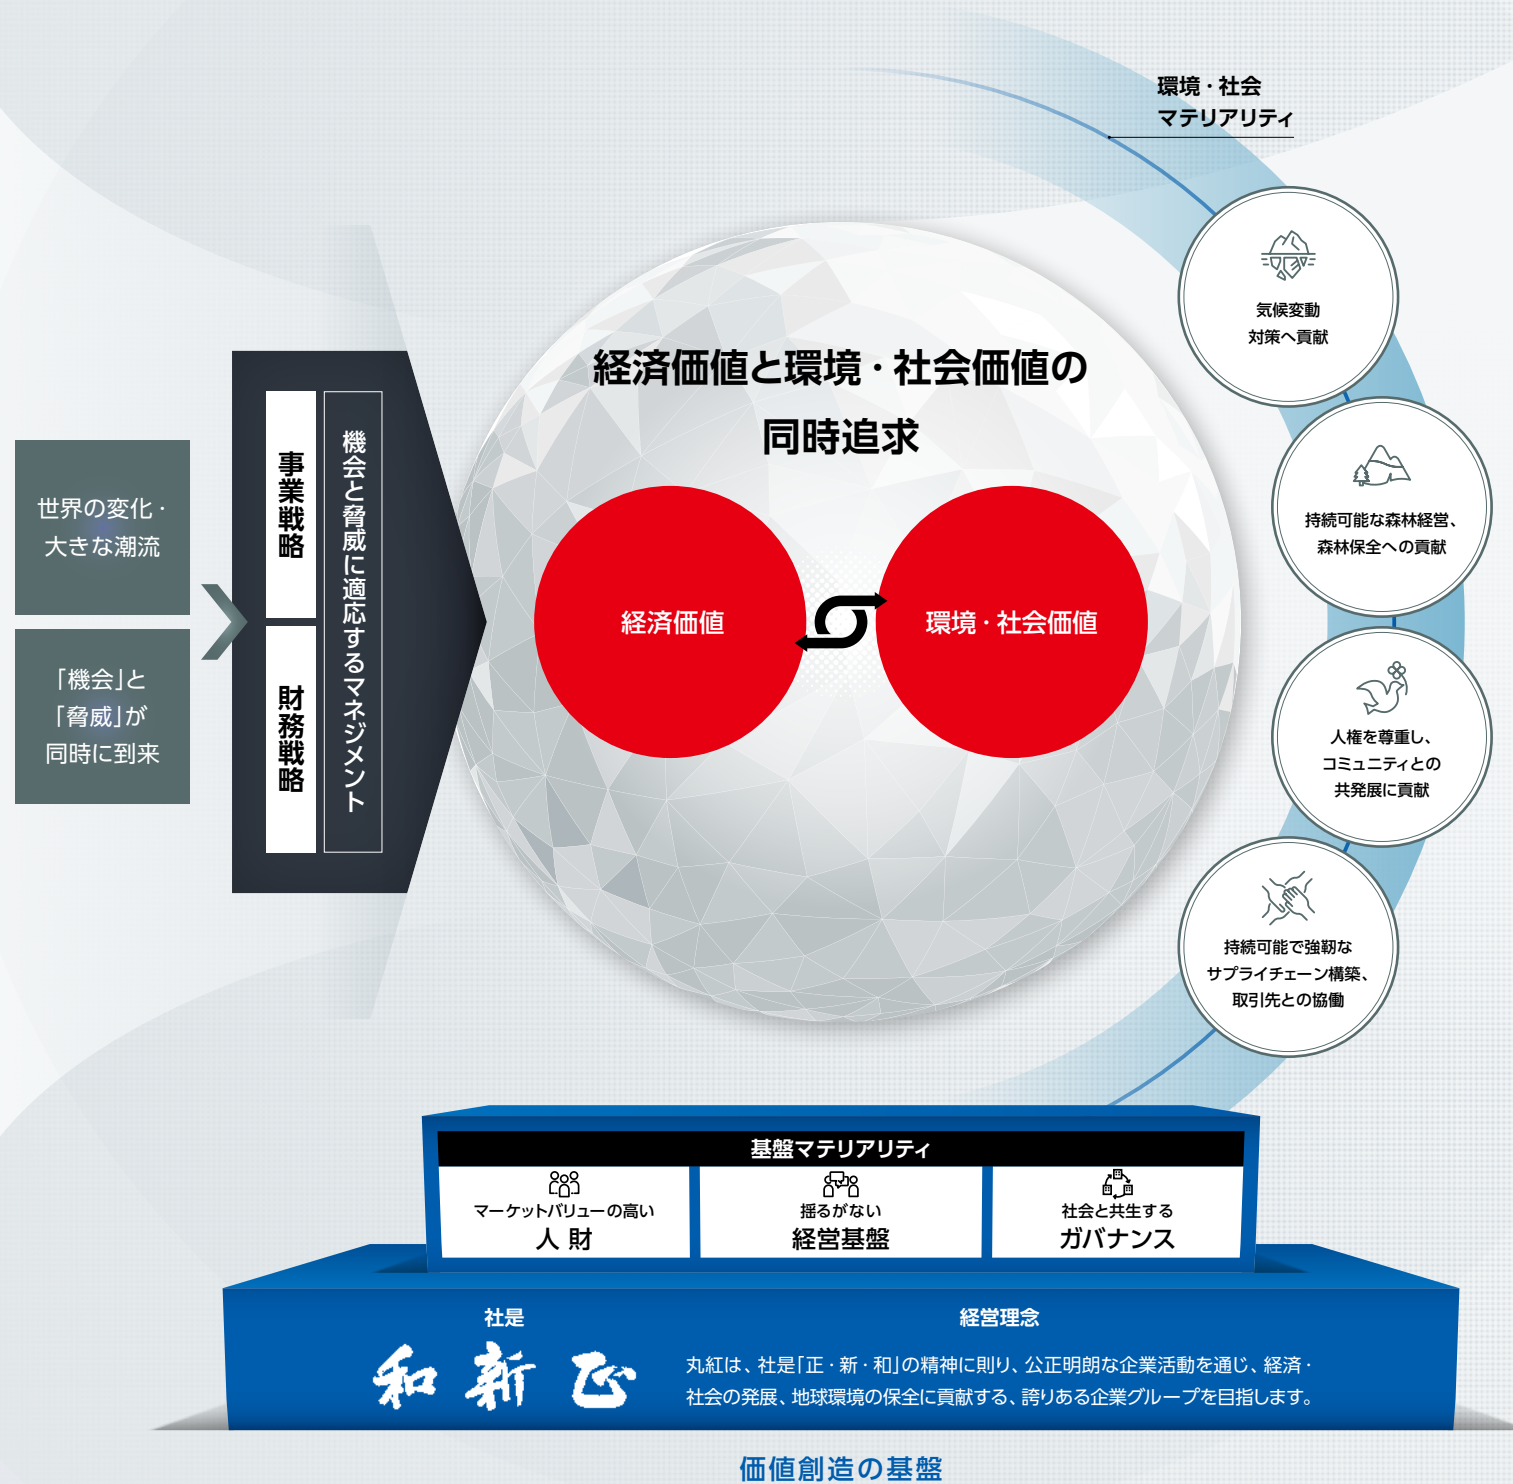 環境・社会
マテリアリティ
気候変動
対策へ貢献
持続可能な森林経営、
森林保全への貢献
人権を尊重し、
コミュニティとの
共発展に貢献
持続可能で強靭な
サプライチェーン構築、
取引先との協働
世界の変化・
大きな潮流
「機会」と
「脅威」が
同時に到来
事業戦略
財務戦略
機会と脅威に適応するマネジメント
経済価値と環境・社会価値の
同時追求
経済価値
環境・社会価値
基盤マテリアリティ
マーケットバリューの高い
人財
揺るがない
経営基盤
社会と共生する
ガバナンス
社是
和新正
経営理念
丸紅は、社是「正・新・和」の精神に則り、公正明朗な企業活動を通じ、経済・
社会の発展、地球環境の保全に貢献する、誇りある企業グループを目指します。
価値創造の基盤